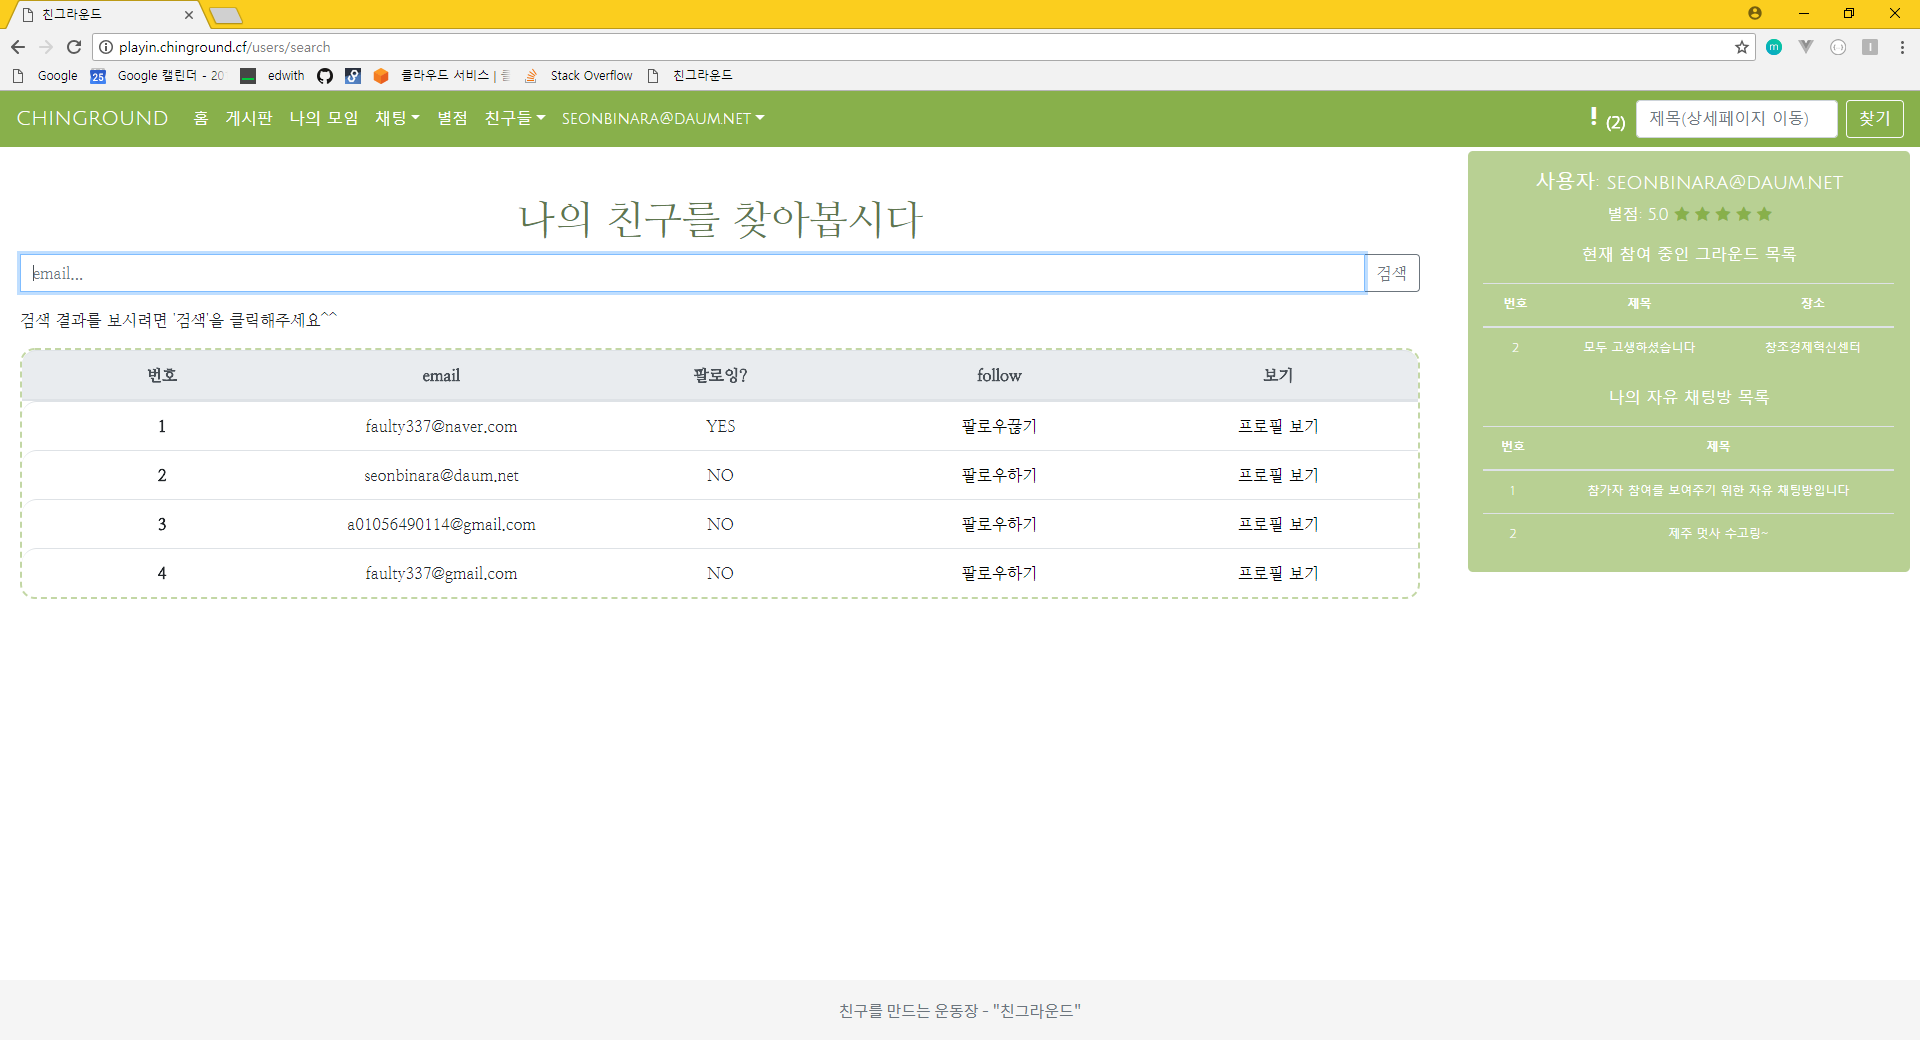 친그라운드
playin.chinground.cf/users/search
Google 25 Google 캘린더 - 20 edwith 클라우드 서비스 | Stack Overflow 친그라운드
CHINGROUND 홈 게시판 나의 모임 채팅 별점 친구들 SEONBINARA@DAUM.NET ! (2) 제목(상세페이지 이동) 찾기
나의 친구를 찾아봅시다
email...
검색
검색 결과를 보시려면 '검색'을 클릭해주세요^^
번호 email 팔로잉? follow 보기
1 faulty337@naver.com YES 팔로우끊기 프로필 보기
2 seonbinara@daum.net NO 팔로우하기 프로필 보기
3 a01056490114@gmail.com NO 팔로우하기 프로필 보기
4 faulty337@gmail.com NO 팔로우하기 프로필 보기
사용자: SEONBINARA@DAUM.NET
별점: 5.0
현재 참여 중인 그라운드 목록
번호 제목 장소
2 모두 고생하셨습니다 창조경제혁신센터
나의 자유 채팅방 목록
번호 제목
1 참가자 참여를 보여주기 위한 자유 채팅방입니다
2 제주 멋사 수고링~
친구를 만드는 운동장 - "친그라운드"